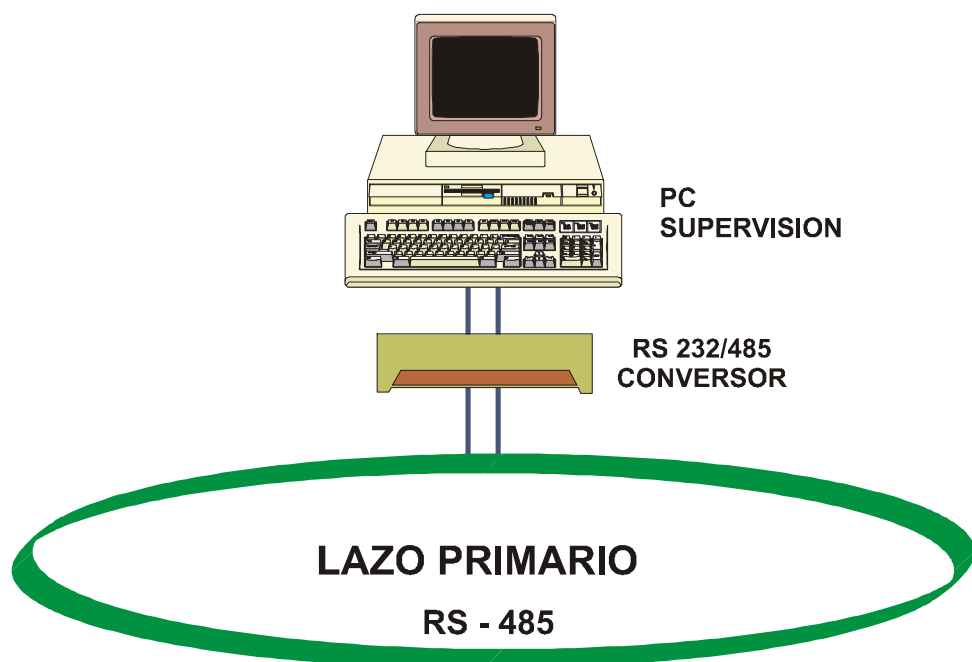 PC
SUPERVISION
RS 232/485
CONVERSOR
LAZO PRIMARIO
RS - 485